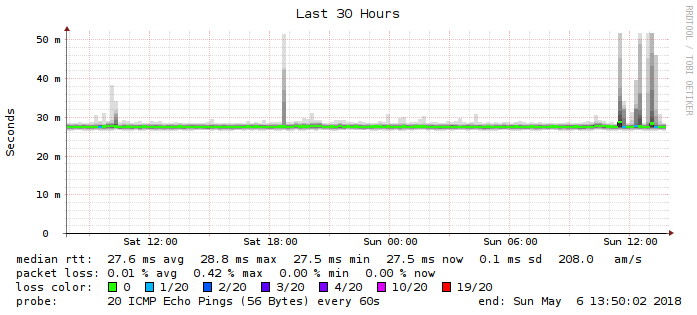 Last 30 Hours
RRDTOOL / TOBI OETIKER
Seconds
50 m
40 m
30 m
20 m
10 m
0
Sat 12:00 Sat 18:00 Sun 00:00 Sun 06:00 Sun 12:00
median rtt: 27.6 ms avg 28.8 ms max 27.5 ms min 27.5 ms now 0.1 ms sd 208.0 am/s
packet loss: 0.01 % avg 0.42 % max 0.00 % min 0.00 % now
loss color: 0 1/20 2/20 3/20 4/20 10/20 19/20
probe: 20 ICMP Echo Pings (56 Bytes) every 60s end: Sun May 6 13:50:02 2018